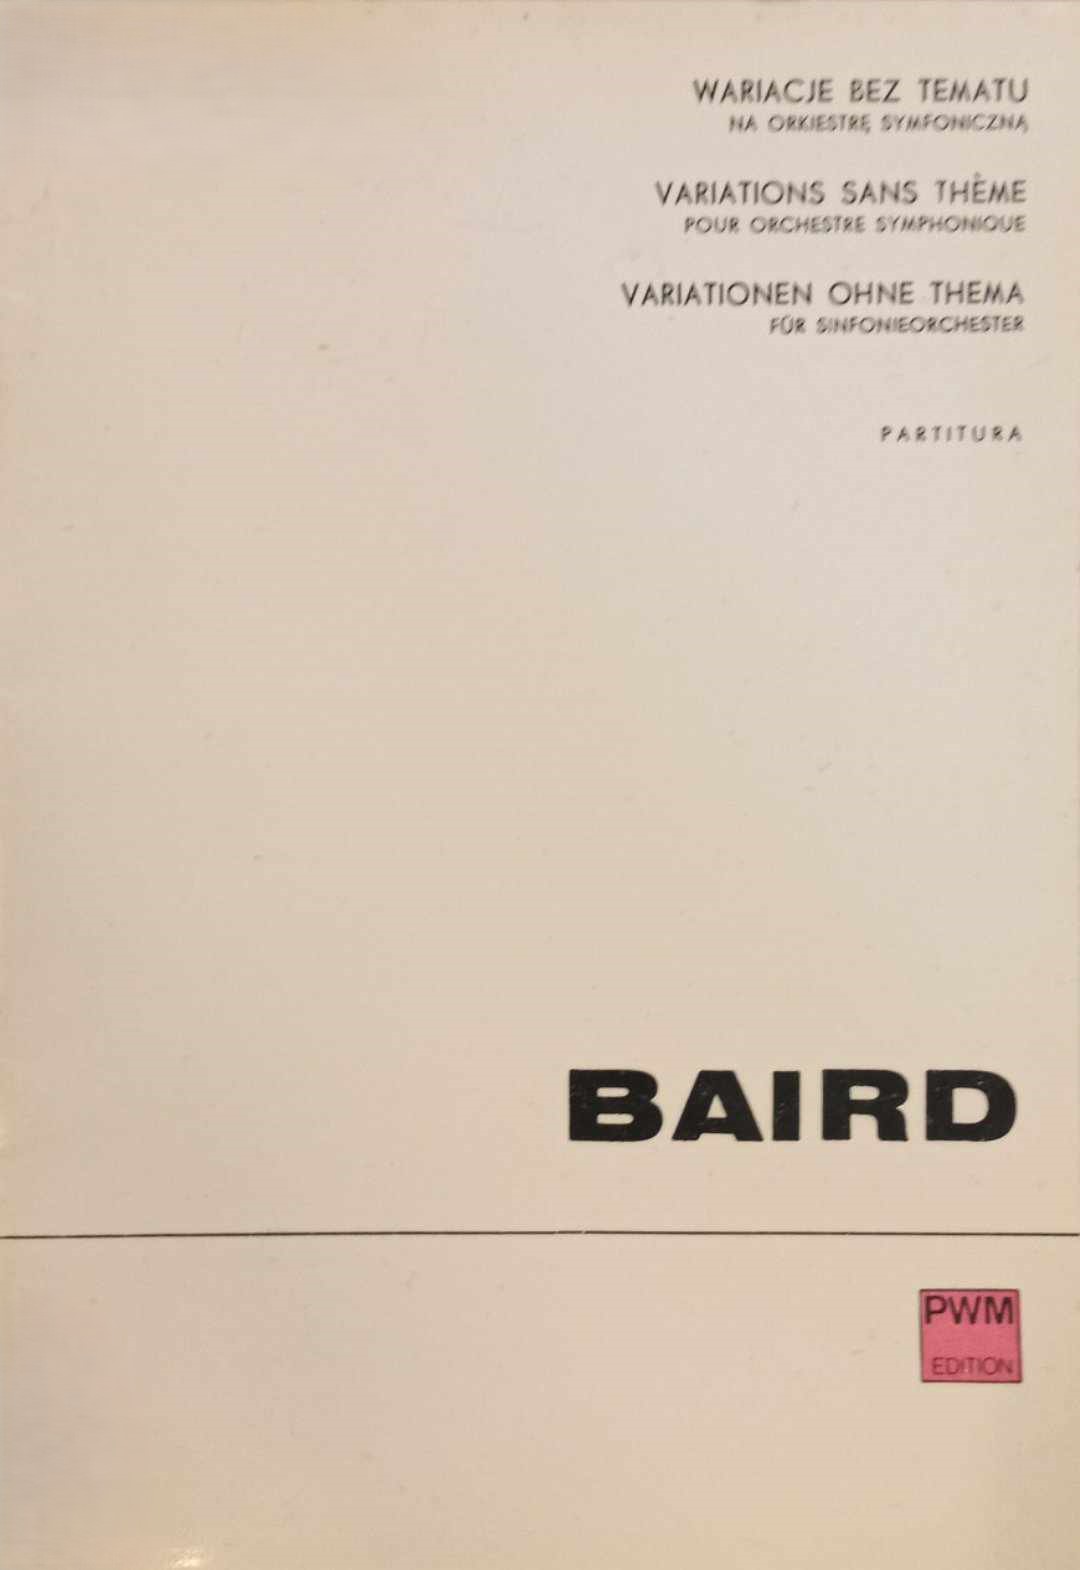 WARIACJE BEZ TEMATU
NA ORKIESTRĘ SYMFONICZNĄ
VARIATIONS SANS THÈME
POUR ORCHESTRE SYMPHONIQUE
VARIATIONEN OHNE THEMA
FÜR SINFONIEORCHESTER
PARTITURA
BAIRD
PWM
EDITION